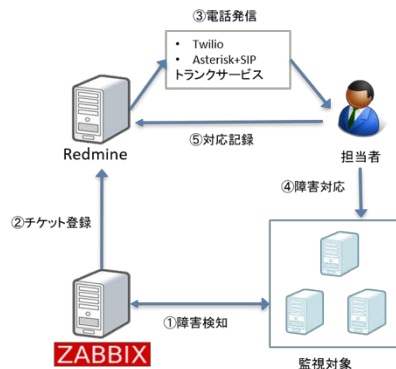 ③電話発信
• Twilio
• Asterisk+SIP
トランクサービス
Redmine
⑤対応記録
担当者
④障害対応
②チケット登録
①障害検知
ZABBIX
監視対象